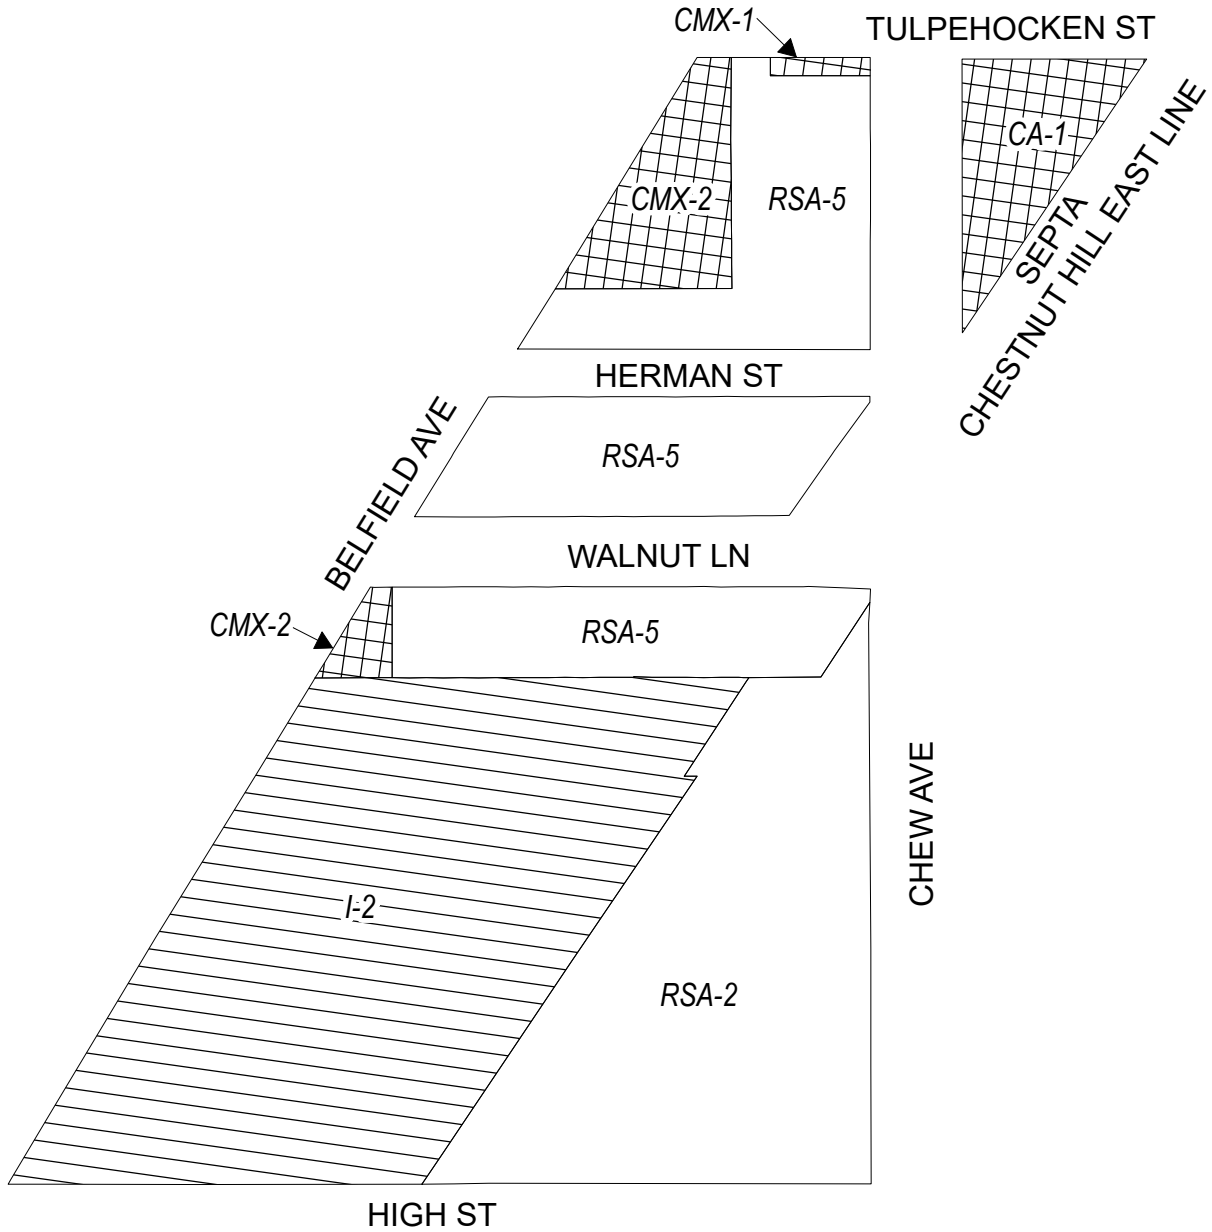 CMX-1
TULPEHOCKEN ST
CA-1
CMX-2
RSA-5
SEPTA
CHESTNUT HILL EAST LINE
HERMAN ST
BELFIELD AVE
RSA-5
WALNUT LN
CMX-2
RSA-5
CHEW AVE
I-2
RSA-2
HIGH ST